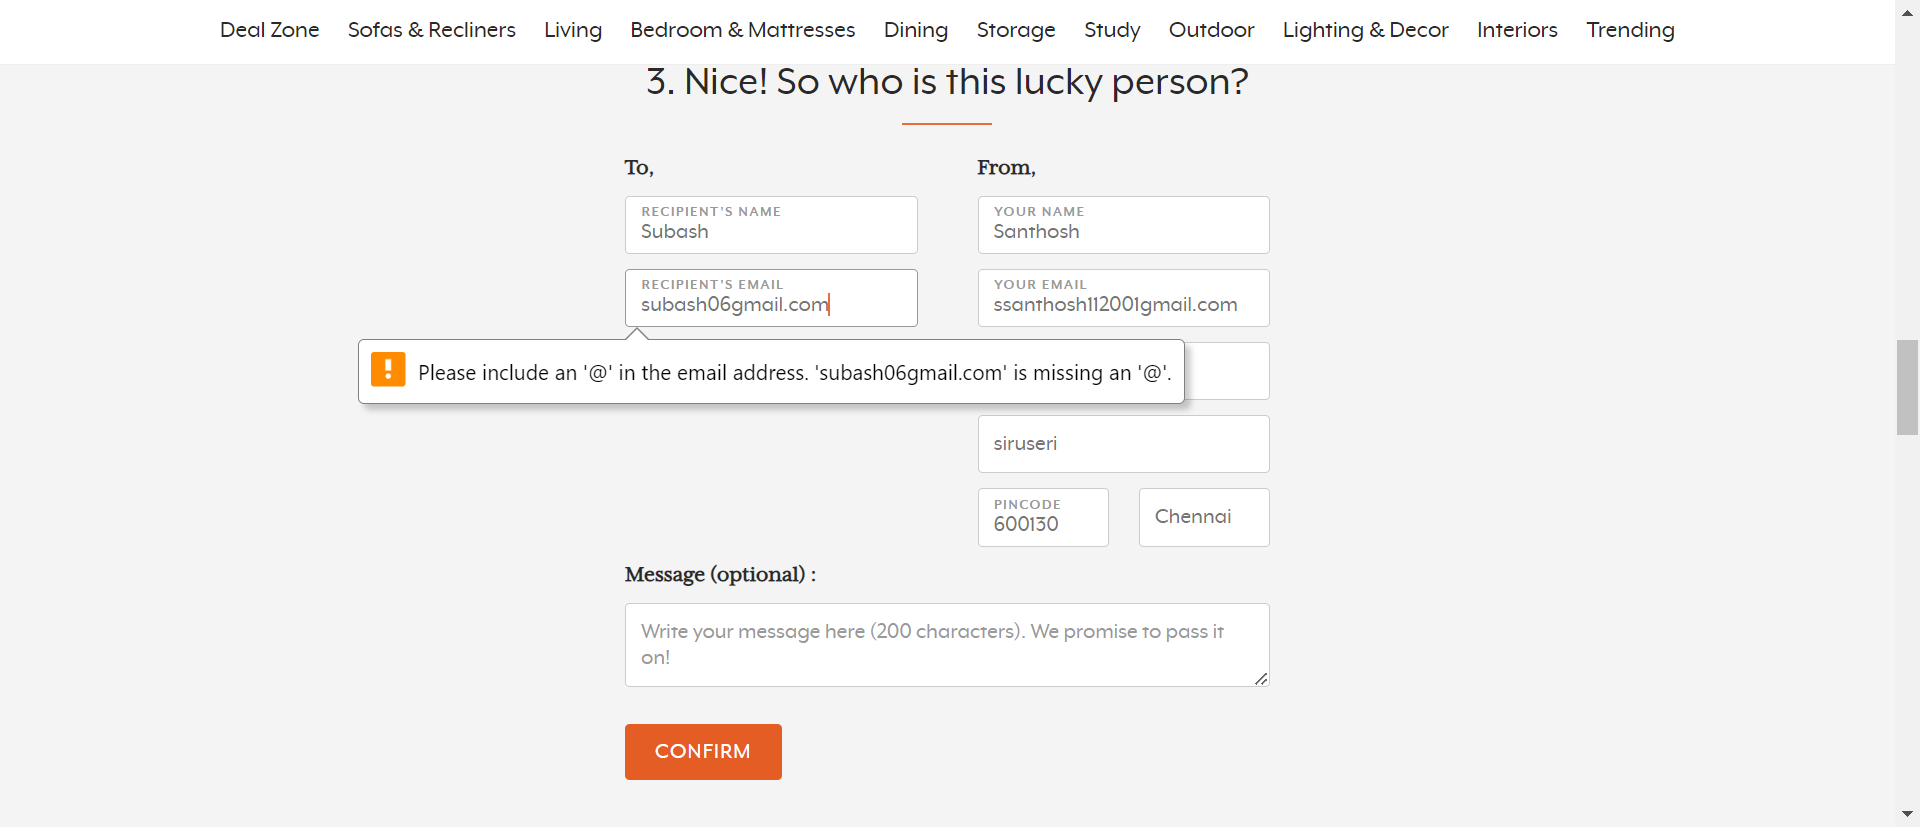 Deal Zone Sofas & Recliners Living Bedroom & Mattresses Dining Storage Study Outdoor Lighting & Decor Interiors Trending
3. Nice! So who is this lucky person?
To,
RECIPIENT'S NAME
Subash
RECIPIENT'S EMAIL
subash06gmail.com
Please include an '@' in the email address. 'subash06gmail.com' is missing an '@'.
From,
YOUR NAME
Santhosh
YOUR EMAIL
ssanthosh112001gmail.com
siruseri
PINCODE
600130
Chennai
Message (optional) :
Write your message here (200 characters). We promise to pass it
on!
CONFIRM